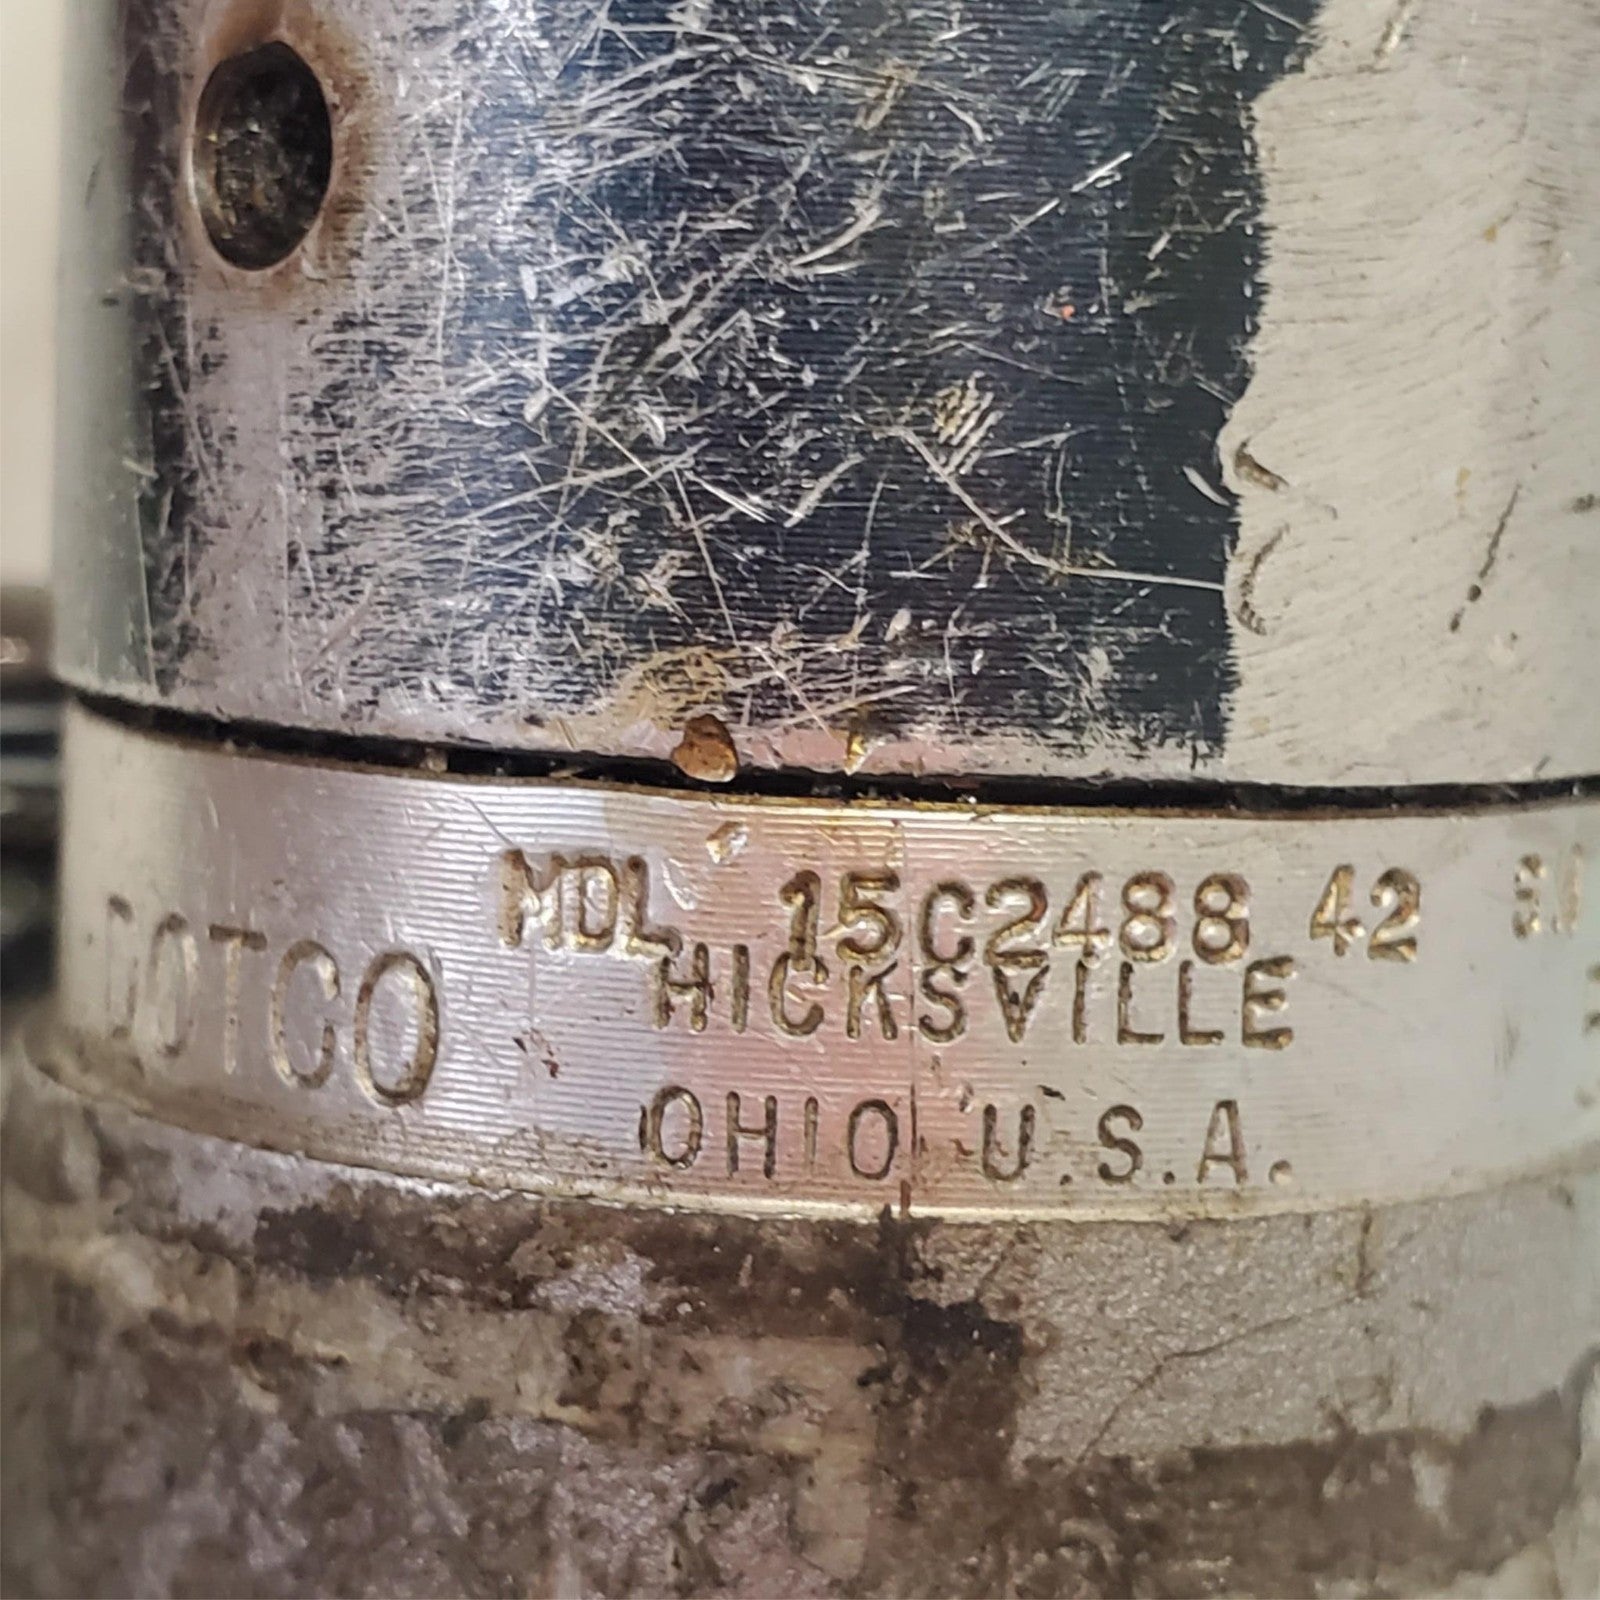 MDL 15C2488 42
DOTCO HICKSVILLE
OHIO U.S.A.